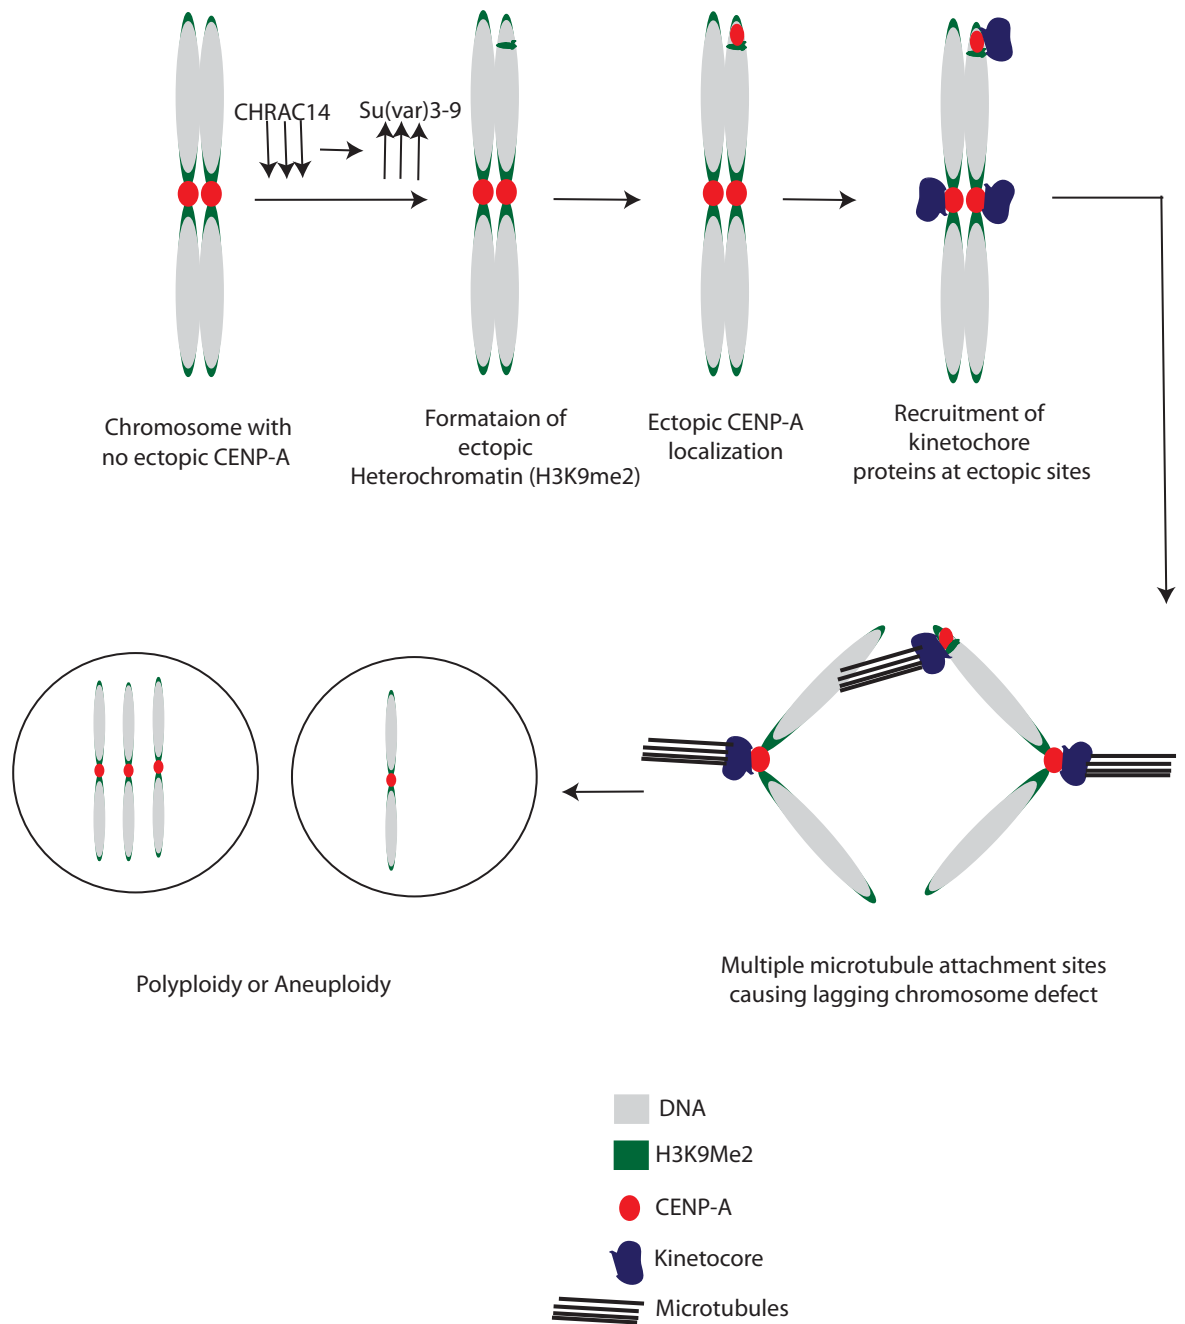 CHRAC14
Su(var)3-9
Chromosome with
no ectopic CENP-A
Formataion of
ectopic
Heterochromatin (H3K9me2)
Ectopic CENP-A
localization
Recruitment of
kinetochore
proteins at ectopic sites
Polyploidy or Aneuploidy
Multiple microtubule attachment sites
causing lagging chromosome defect
DNA
H3K9Me2
CENP-A
Kinetocore
Microtubules